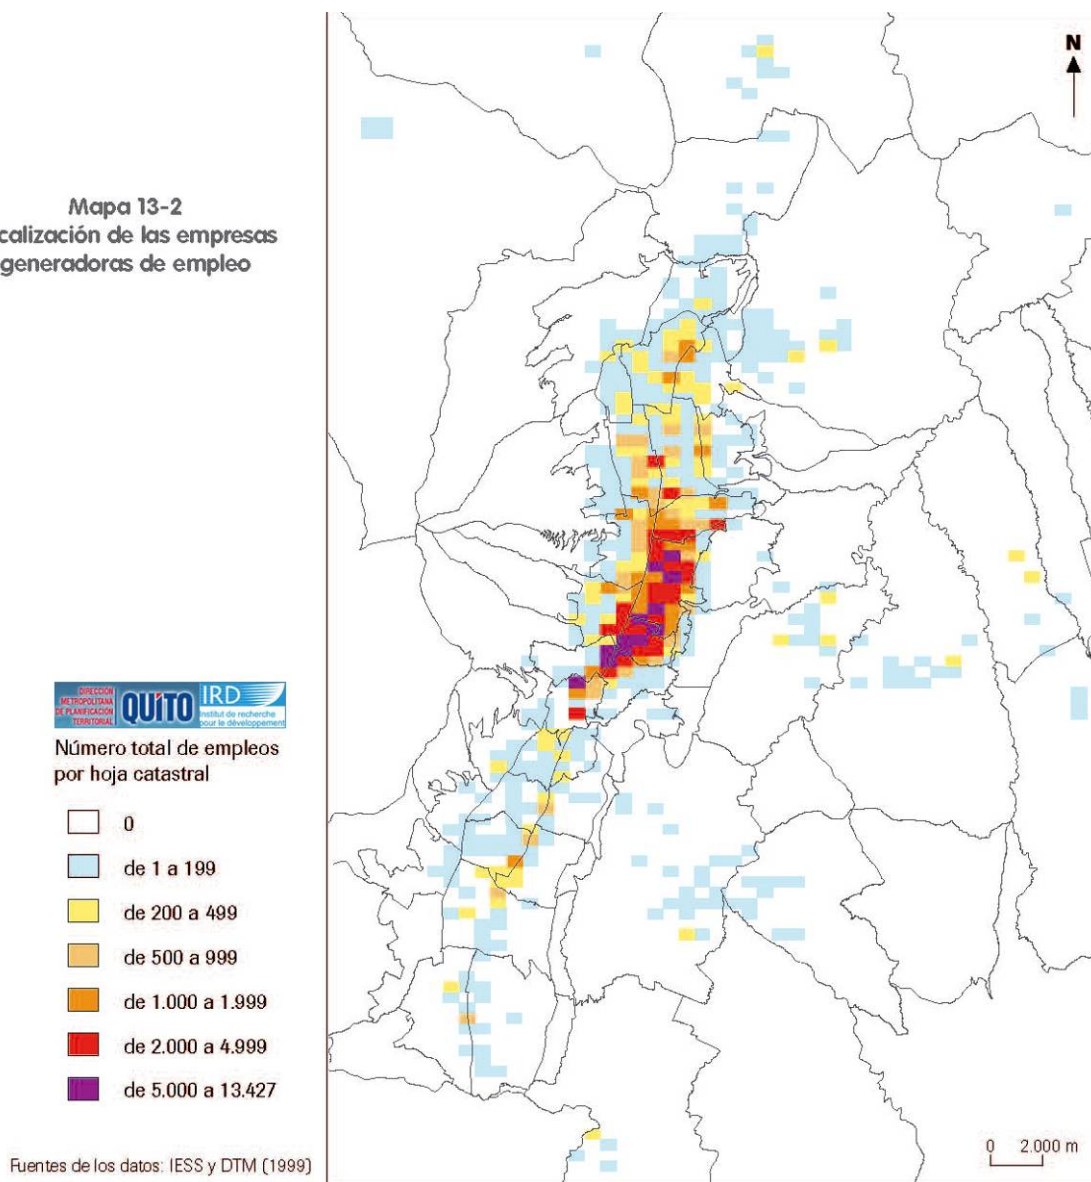 Mapa 13-2
calización de las empresas
generadoras de empleo
N
DIRECCIÓN
METROPOLITANA
DE PLANIFICACIÓN
TERRITORIAL
QUITO
IRD
Institut de recherche
pour le développement
Número total de empleos
por hoja catastral
0
de 1 a 199
de 200 a 499
de 500 a 999
de 1.000 a 1.999
de 2.000 a 4.999
de 5.000 a 13.427
Fuentes de los datos: IESS y DTM (1999)
0 2.000 m